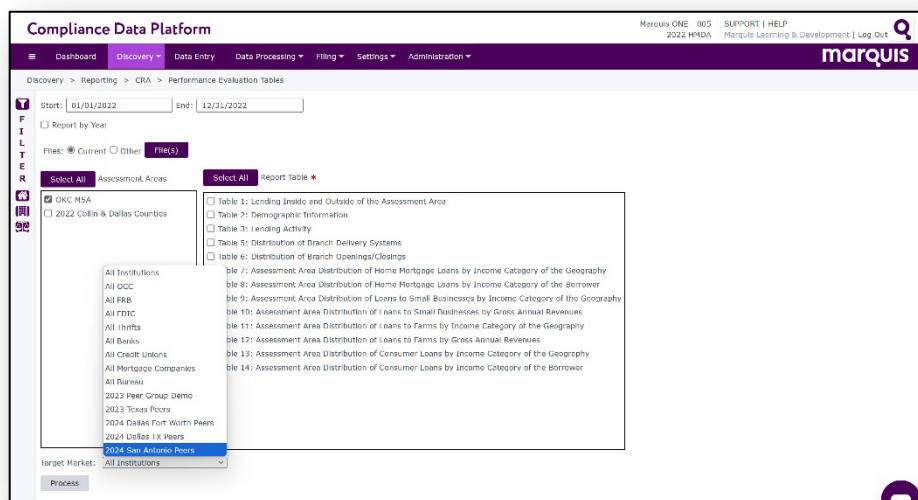 Compliance Data Platform
Marquis ONE 005 SUPPORT | HELP
2022 HMDA Marquis Learning & Development | Log Out
Dashboard Discovery Data Entry Data Processing Filing Settings Administration
marquis
Discovery > Reporting > CRA > Performance Evaluation Tables
FILTER
Start: 01/01/2022 End: 12/31/2022
Report by Year
Files: Current Other File(s)
Select All Assessment Areas
Select All Report Table *
OKC MSA
2022 Collin & Dallas Counties
Table 1: Lending Inside and Outside of the Assessment Area
Table 2: Demographic Information
Table 3: Lending Activity
Table 5: Distribution of Branch Delivery Systems
Table 6: Distribution of Branch Openings/Closings
ble 7: Assessment Area Distribution of Home Mortgage Loans by Income Category of the Geography
ble 8: Assessment Area Distribution of Home Mortgage Loans by Income Category of the Borrower
ble 9: Assessment Area Distribution of Loans to Small Businesses by Income Category of the Geography
ble 10: Assessment Area Distribution of Loans to Small Businesses by Gross Annual Revenues
ble 11: Assessment Area Distribution of Loans to Farms by Income Category of the Geography
ble 12: Assessment Area Distribution of Loans to Farms by Gross Annual Revenues
ble 13: Assessment Area Distribution of Consumer Loans by Income Category of the Geography
ble 14: Assessment Area Distribution of Consumer Loans by Income Category of the Borrower
All Institutions
All OCC
All FRB
All FDIC
All Thrifts
All Banks
All Credit Unions
All Mortgage Companies
All Bureau
2023 Peer Group Demo
2023 Texas Peers
2024 Dallas Fort Worth Peers
2024 Dallas TX Peers
2024 San Antonio Peers
Target Market: All Institutions
Process